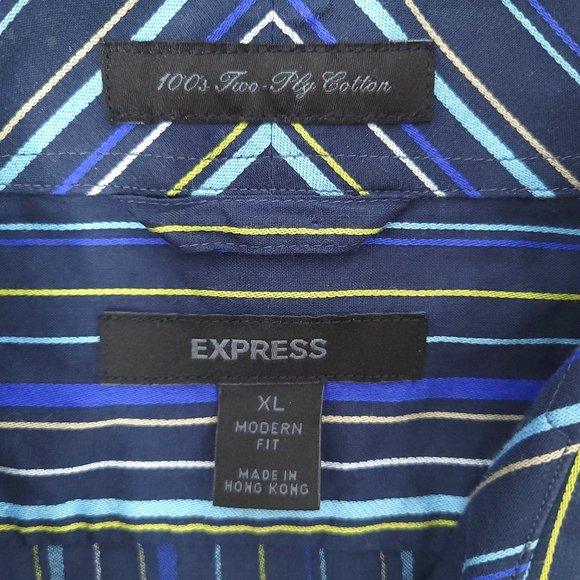 100s Two-Ply Cotton
EXPRESS
XL
MODERN
FIT
MADE IN
HONG KONG